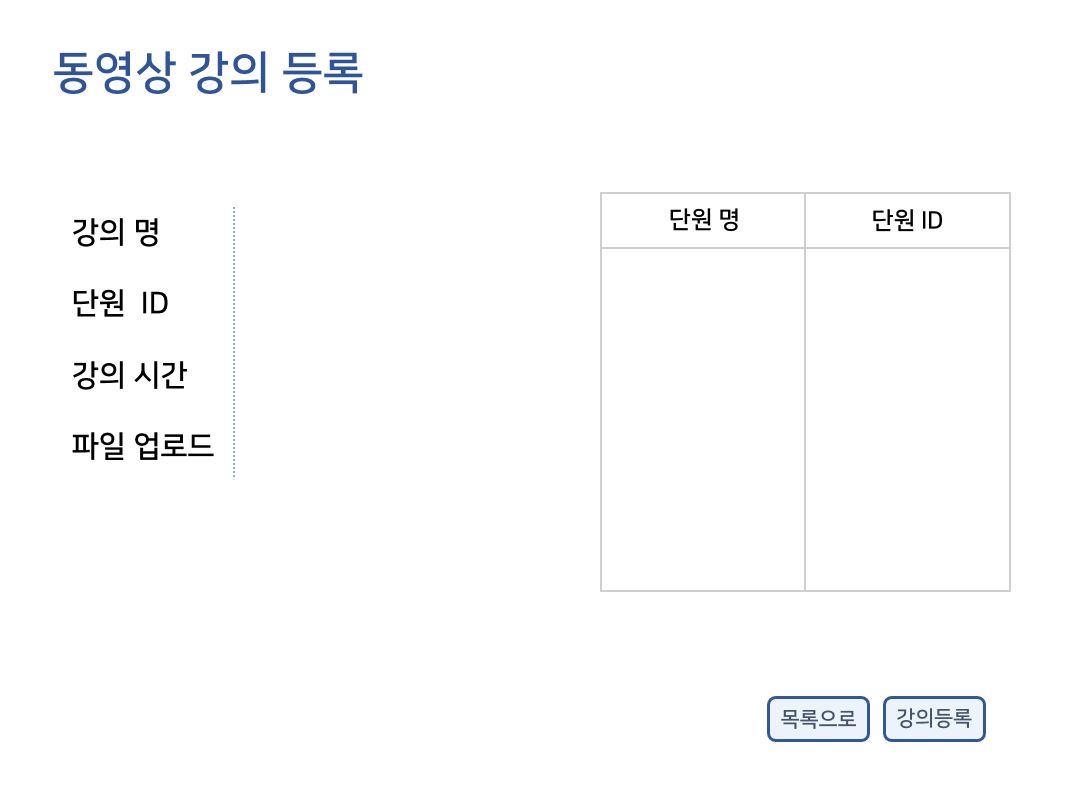 동영상 강의 등록
강의 명
단원 ID
강의 시간
파일 업로드
단원 명 단원 ID
목록으로 강의등록